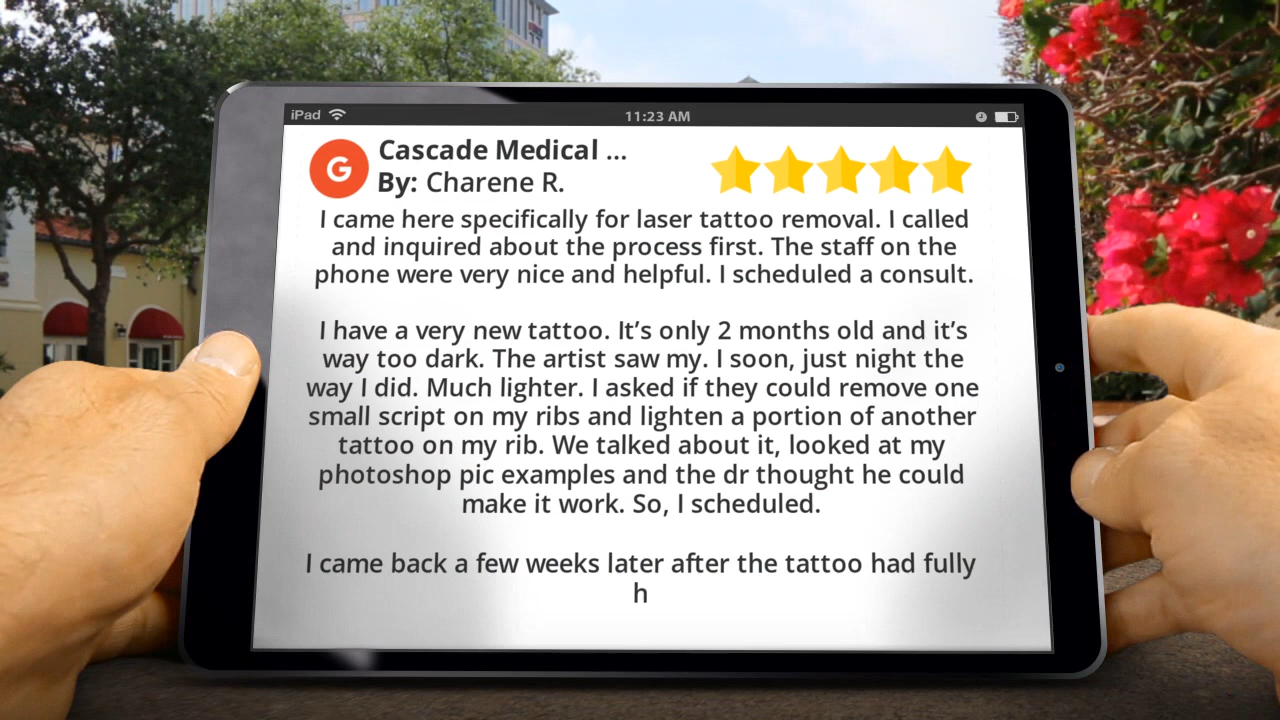 iPad 11:23 AM
G
Cascade Medical ...
By: Charene R.
I came here specifically for laser tattoo removal. I called
and inquired about the process first. The staff on the
phone were very nice and helpful. I scheduled a consult.
I have a very new tattoo. It’s only 2 months old and it’s
way too dark. The artist saw my. I soon, just night the
way I did. Much lighter. I asked if they could remove one
small script on my ribs and lighten a portion of another
tattoo on my rib. We talked about it, looked at my
photoshop pic examples and the dr thought he could
make it work. So, I scheduled.
I came back a few weeks later after the tattoo had fully
h